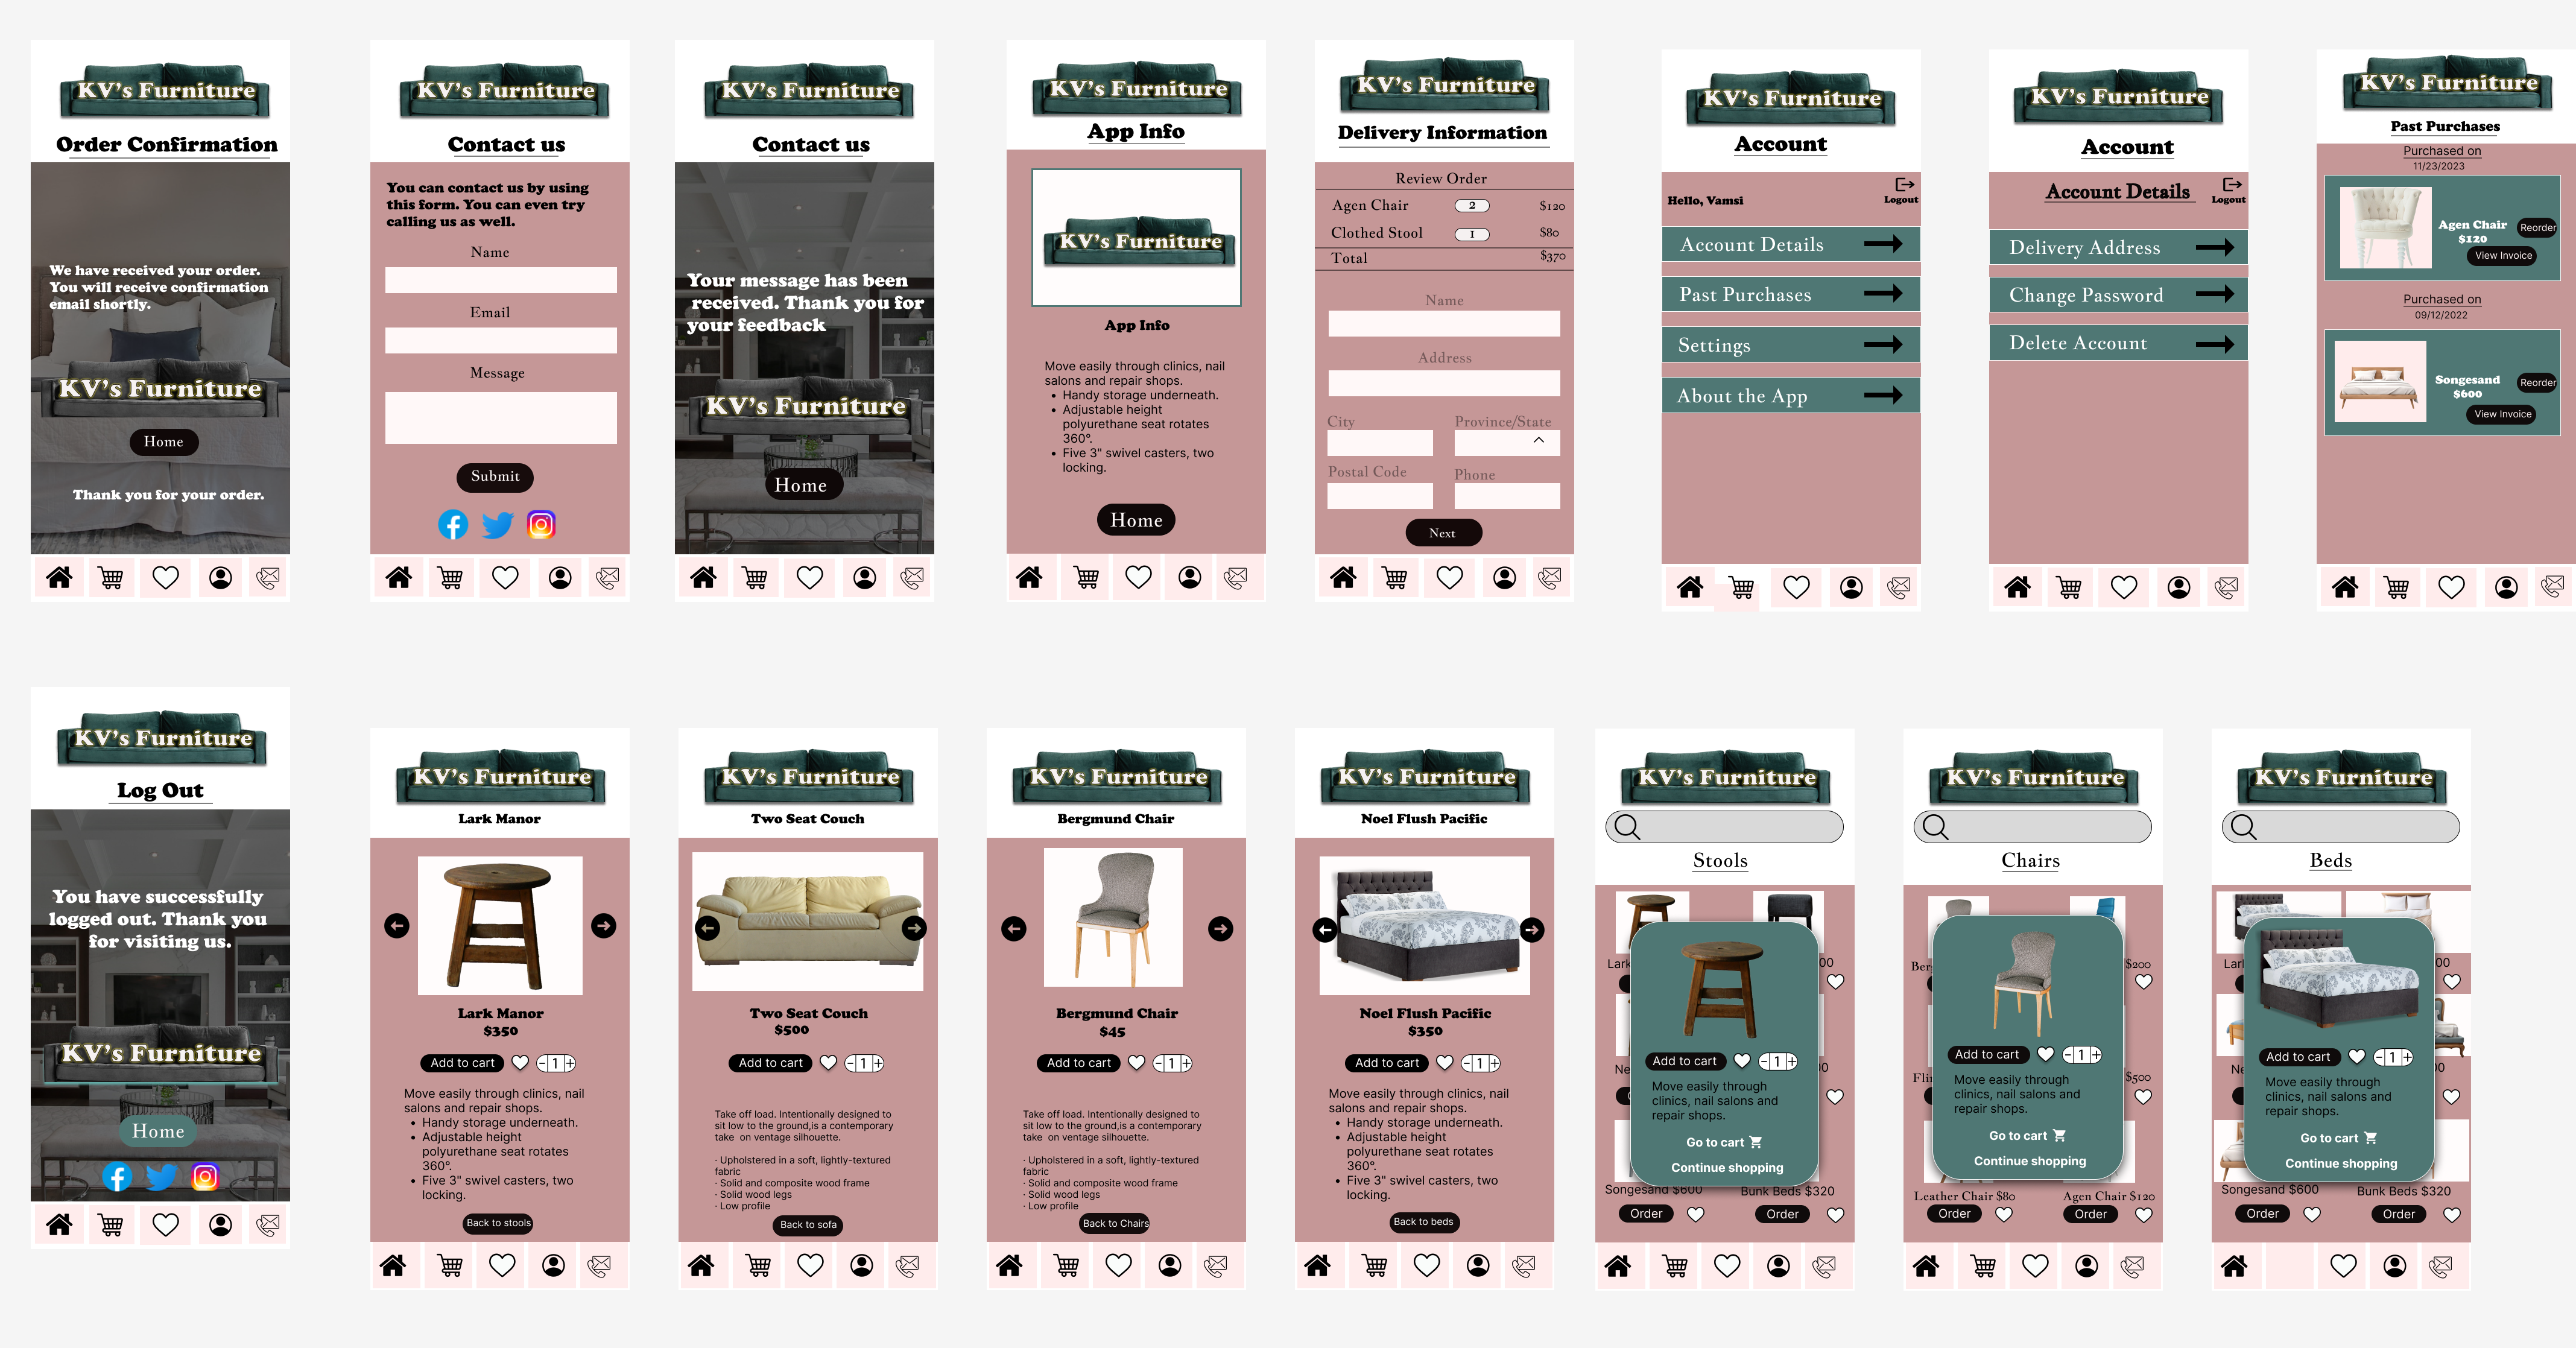 KV's Furniture
Order Confirmation
We have received your order.
You will receive confirmation
email shortly.
KV's Furniture
Home
Thank you for your order.
KV's Furniture
Contact us
You can contact us by using
this form. You can even try
calling us as well.
Name
Email
Message
Submit
KV's Furniture
Contact us
Your message has been
received. Thank you for
your feedback
KV's Furniture
Home
KV's Furniture
App Info
KV's Furniture
App Info
Move easily through clinics, nail
salons and repair shops.
• Handy storage underneath.
• Adjustable height
polyurethane seat rotates
360°.
• Five 3" swivel casters, two
locking.
Home
KV's Furniture
Delivery Information
Review Order
Agen Chair 2 $120
Clothed Stool 1 $80
Total $370
Name
Address
City Province/State
Postal Code Phone
Next
KV's Furniture
Account
Hello, Vamsi Logout
Account Details
Past Purchases
Settings
About the App
KV's Furniture
Account
Account Details Logout
Delivery Address
Change Password
Delete Account
KV's Furniture
Past Purchases
Purchased on
11/23/2023
Agen Chair
$120
Reorder
View Invoice
Purchased on
09/12/2022
Songesand
$600
Reorder
View Invoice
KV's Furniture
Log Out
You have successfully
logged out. Thank you
for visiting us.
KV's Furniture
Home
KV's Furniture
Lark Manor
Lark Manor
$350
Add to cart - 1 +
Move easily through clinics, nail
salons and repair shops.
• Handy storage underneath.
• Adjustable height
polyurethane seat rotates
360°.
• Five 3" swivel casters, two
locking.
Back to stools
KV's Furniture
Two Seat Couch
Two Seat Couch
$500
Add to cart - 1 +
Take off load. Intentionally designed to
sit low to the ground,is a contemporary
take on ventage silhouette.
· Upholstered in a soft, lightly-textured
fabric
· Solid and composite wood frame
· Solid wood legs
· Low profile
Back to sofa
KV's Furniture
Bergmund Chair
Bergmund Chair
$45
Add to cart - 1 +
Take off load. Intentionally designed to
sit low to the ground,is a contemporary
take on ventage silhouette.
· Upholstered in a soft, lightly-textured
fabric
· Solid and composite wood frame
· Solid wood legs
· Low profile
Back to Chairs
KV's Furniture
Noel Flush Pacific
Noel Flush Pacific
$350
Add to cart - 1 +
Move easily through clinics, nail
salons and repair shops.
• Handy storage underneath.
• Adjustable height
polyurethane seat rotates
360°.
• Five 3" swivel casters, two
locking.
Back to beds
KV's Furniture
Stools
Add to cart - 1 +
Move easily through
clinics, nail salons and
repair shops.
Go to cart
Continue shopping
Songesand $600 Bunk Beds $320
Order Order
KV's Furniture
Chairs
$200
$500
Add to cart - 1 +
Move easily through
clinics, nail salons and
repair shops.
Go to cart
Continue shopping
Leather Chair $80 Agen Chair $120
Order Order
KV's Furniture
Beds
Add to cart - 1 +
Move easily through
clinics, nail salons and
repair shops.
Go to cart
Continue shopping
Songesand $600 Bunk Beds $320
Order Order